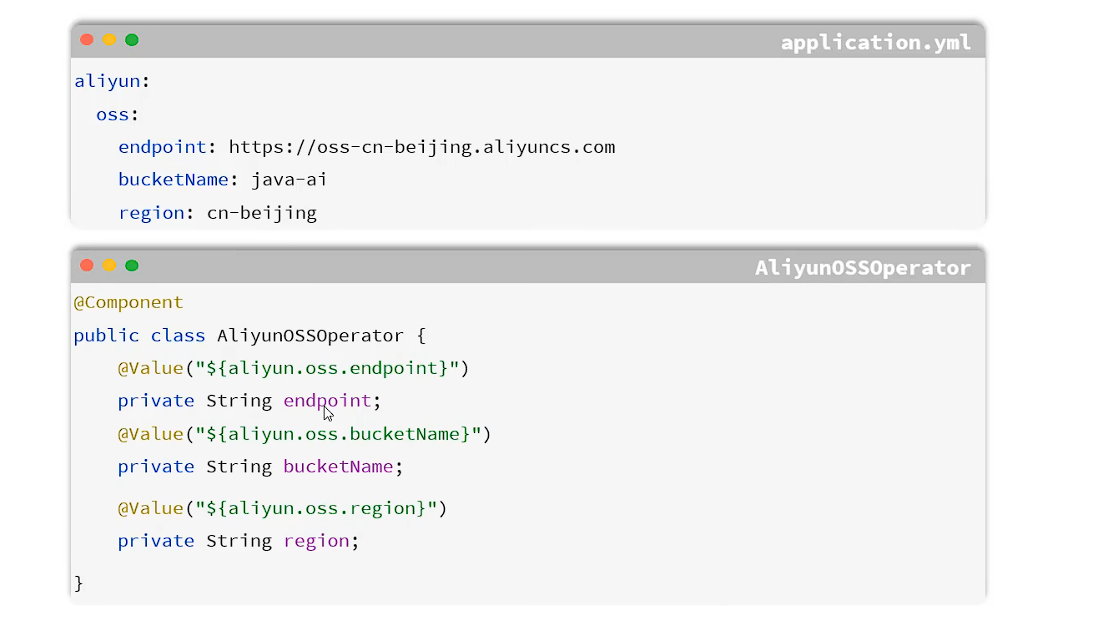 application.yml
aliyun:
  oss:
    endpoint: https://oss-cn-beijing.aliyuncs.com
    bucketName: java-ai
    region: cn-beijing
AliyunOSSOperator
@Component
public class AliyunOSSOperator {
    @Value("${aliyun.oss.endpoint}")
    private String endpoint;
    @Value("${aliyun.oss.bucketName}")
    private String bucketName;
    @Value("${aliyun.oss.region}")
    private String region;
}